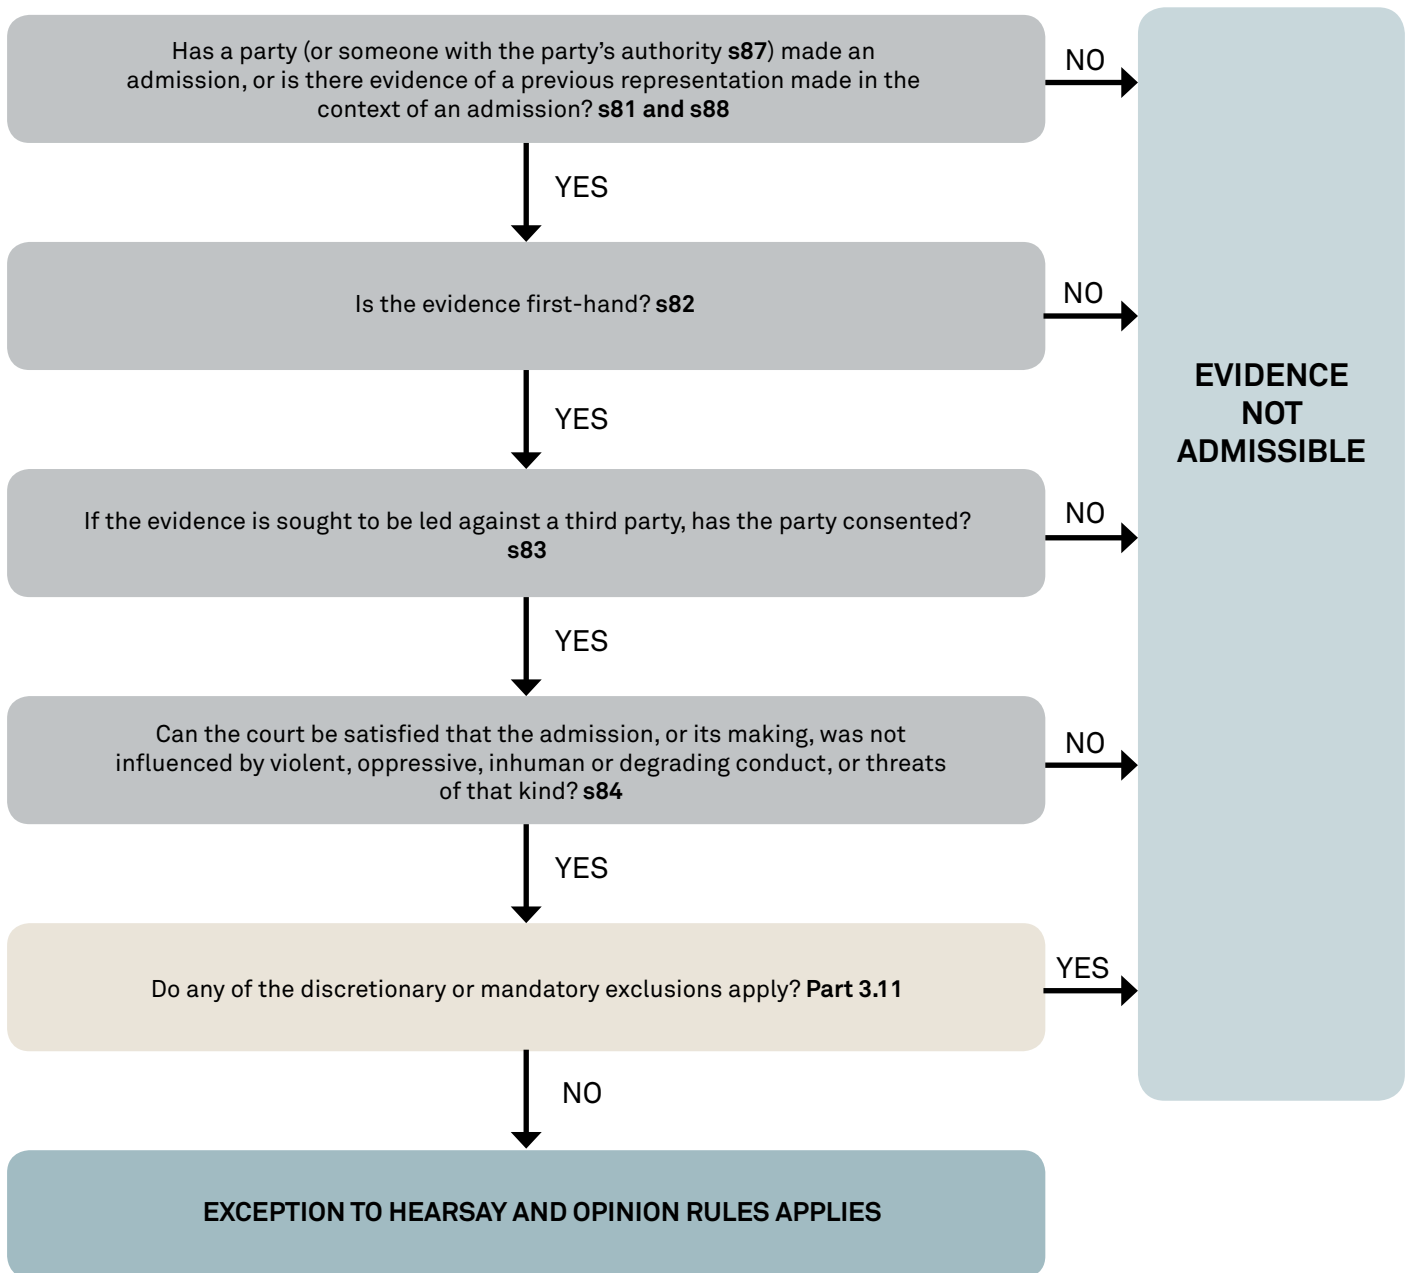 Has a party (or someone with the party’s authority s87) made an
admission, or is there evidence of a previous representation made in the
context of an admission? s81 and s88
NO
YES
Is the evidence first-hand? s82
NO
YES
If the evidence is sought to be led against a third party, has the party consented?
s83
NO
YES
Can the court be satisfied that the admission, or its making, was not
influenced by violent, oppressive, inhuman or degrading conduct, or threats
of that kind? s84
NO
YES
Do any of the discretionary or mandatory exclusions apply? Part 3.11
YES
NO
EXCEPTION TO HEARSAY AND OPINION RULES APPLIES
EVIDENCE
NOT
ADMISSIBLE